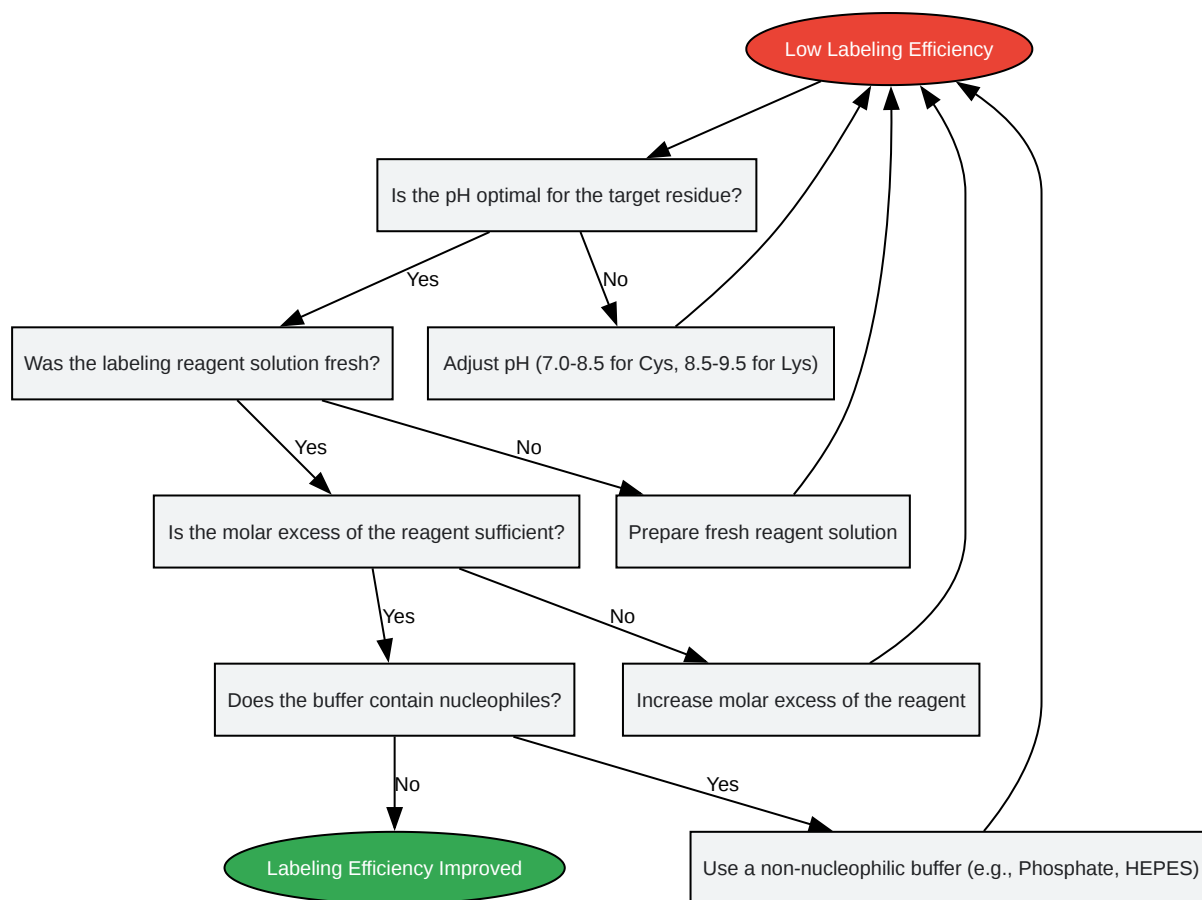 Low Labeling Efficiency
Is the pH optimal for the target residue?
Yes
No
Was the labeling reagent solution fresh?
Adjust pH (7.0-8.5 for Cys, 8.5-9.5 for Lys)
Yes
No
Is the molar excess of the reagent sufficient?
Prepare fresh reagent solution
Yes
No
Does the buffer contain nucleophiles?
Increase molar excess of the reagent
No
Yes
Labeling Efficiency Improved
Use a non-nucleophilic buffer (e.g., Phosphate, HEPES)